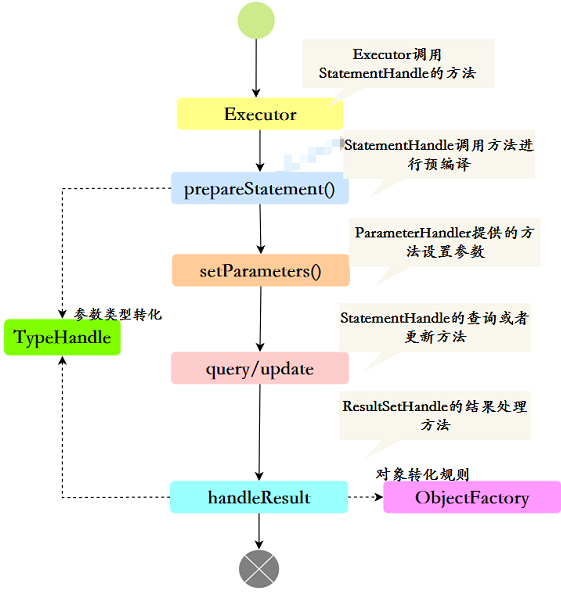 Executor调用
StatementHandle的方法
Executor
StatementHandle调用方法进
行预编译
prepareStatement()
ParameterHandler提供的方
法设置参数
setParameters()
参数类型转化
TypeHandle
StatementHandle的查询或者
更新方法
query/update
ResultSetHandle的结果处理
方法
对象转化规则
handleResult
ObjectFactory